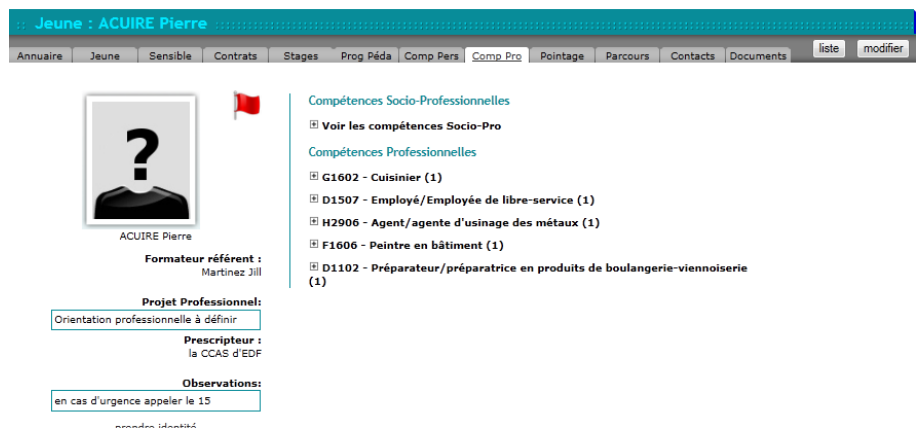 :: Jeune : ACUIRE Pierre
Annuaire Jeune Sensible Contrats Stages Prog Péda Comp Pers Comp Pro Pointage Parcours Contacts Documents liste modifier
?
ACUIRE Pierre
Formateur référent :
Martinez Jill
Projet Professionnel:
Orientation professionnelle à définir
Prescripteur :
la CCAS d'EDF
Observations:
en cas d'urgence appeler le 15
prendre identité
Compétences Socio-Professionnelles
Voir les compétences Socio-Pro
Compétences Professionnelles
G1602 - Cuisinier (1)
D1507 - Employé/Employée de libre-service (1)
H2906 - Agent/agente d'usinage des métaux (1)
F1606 - Peintre en bâtiment (1)
D1102 - Préparateur/préparatrice en produits de boulangerie-viennoiserie
(1)